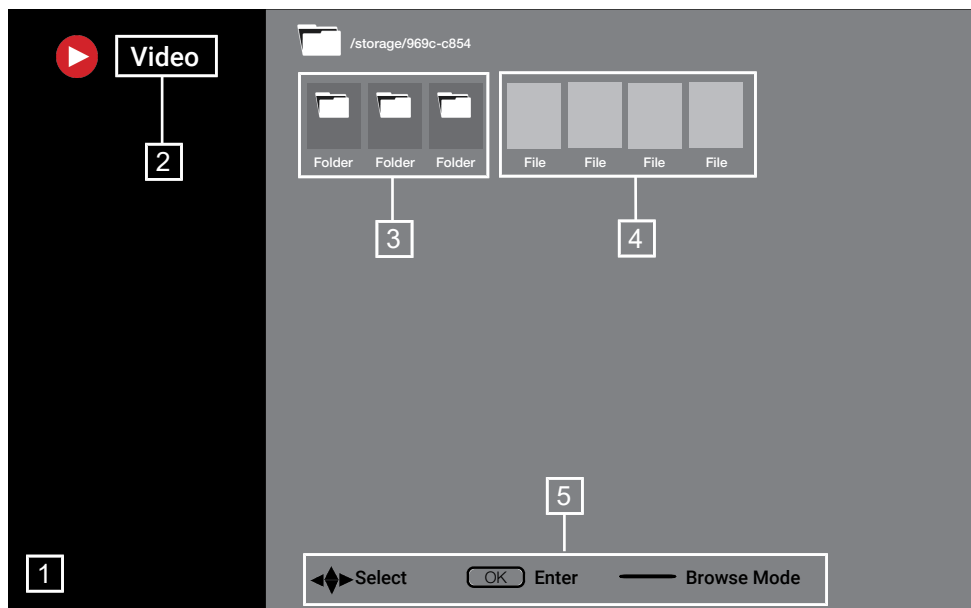 Video
2
/storage/969c-c854
Folder Folder Folder File File File File
3 4
5
1
Select OK Enter Browse Mode